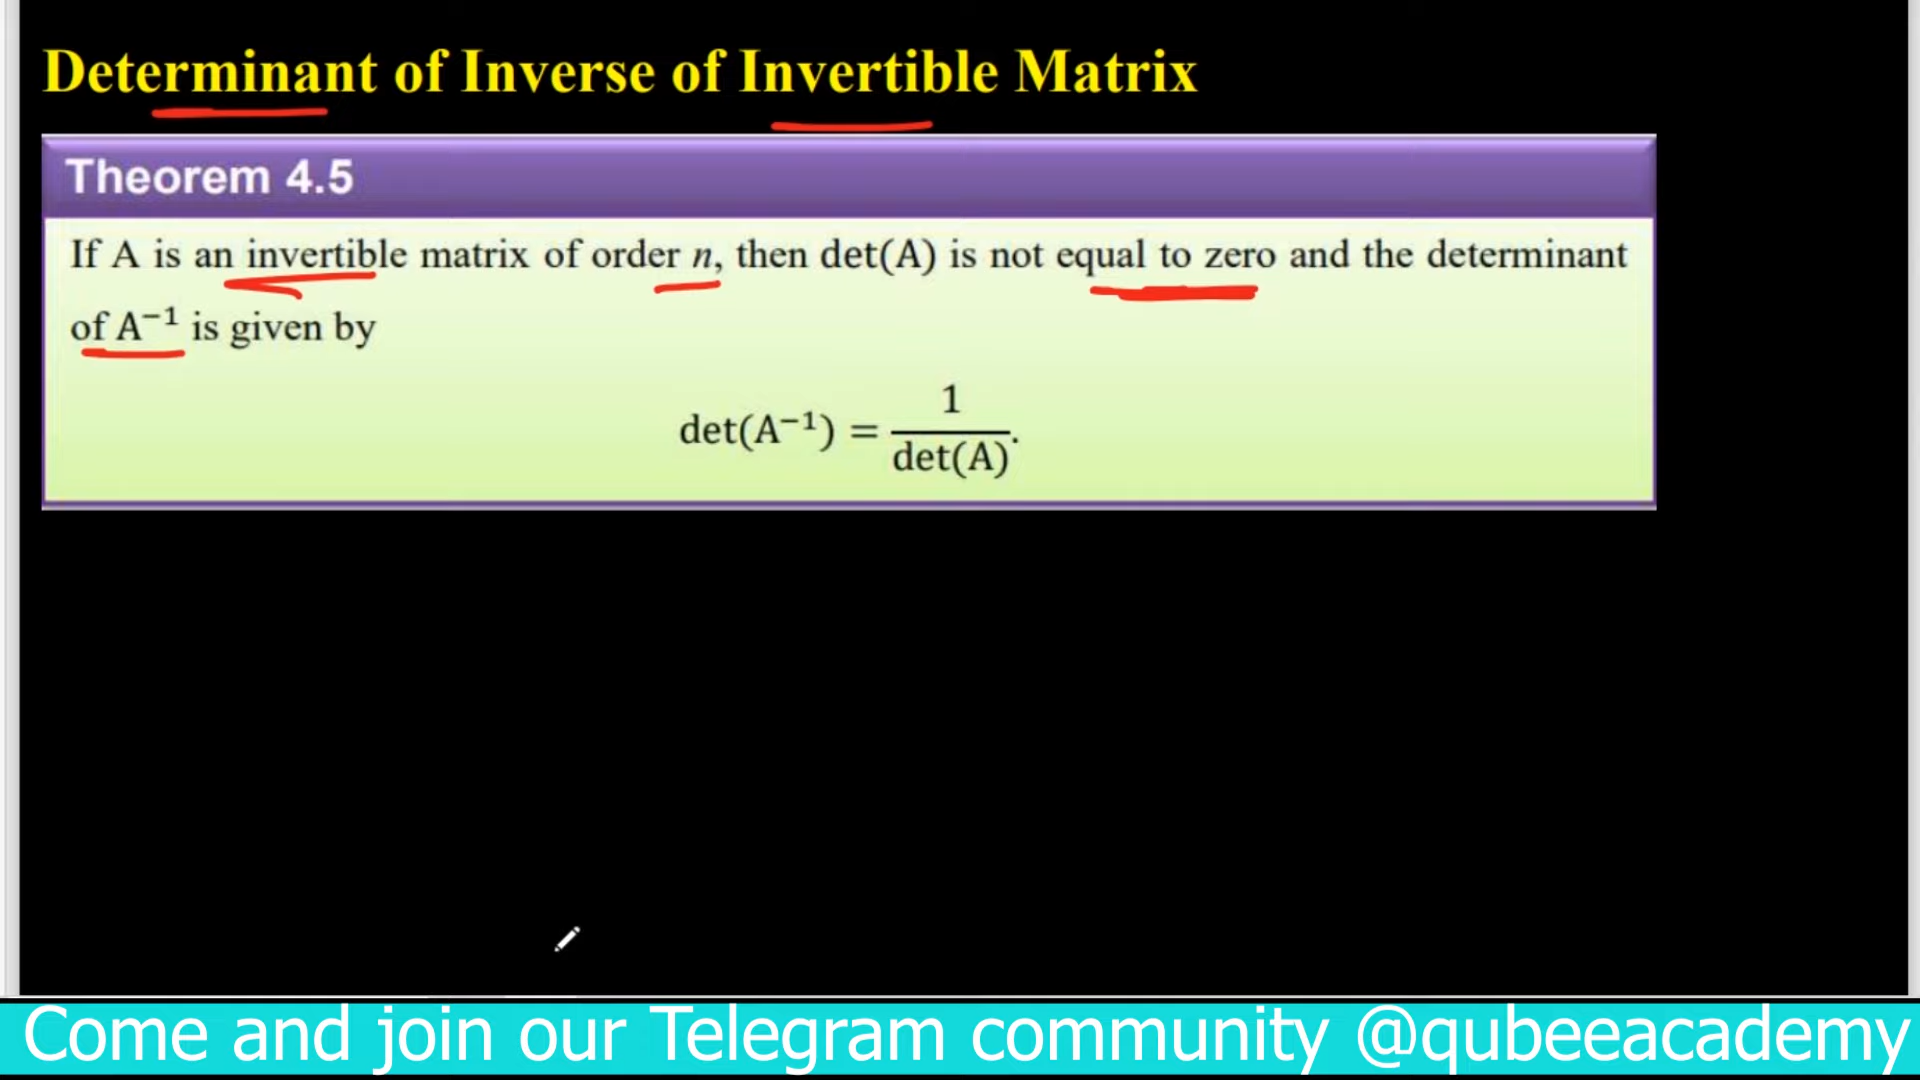 Determinant of Inverse of Invertible Matrix
Theorem 4.5
If A is an invertible matrix of order n, then det(A) is not equal to zero and the determinant
of A⁻¹ is given by
det(A⁻¹) = 1/det(A).
Come and join our Telegram community @qubeeacademy